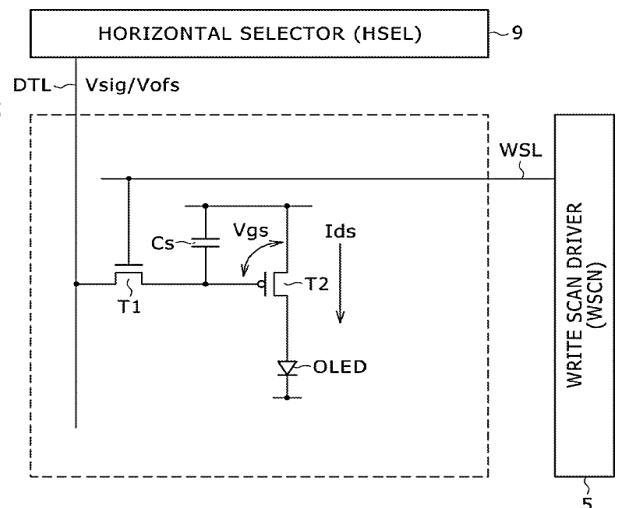 HORIZONTAL SELECTOR (HSEL)
9
DTL
Vsig/Vofs
WSL
Cs
Vgs
Ids
T1
T2
OLED
WRITE SCAN DRIVER
(WSCN)
5